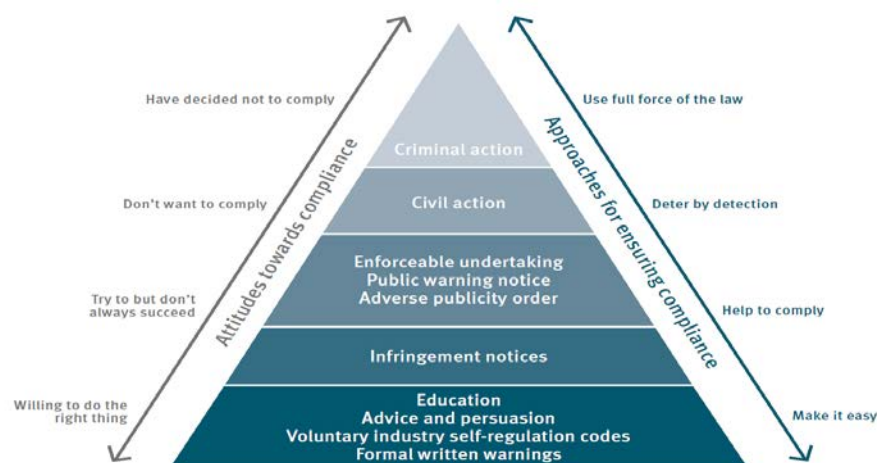 Have decided not to comply
Don't want to comply
Try to but don't
always succeed
Willing to do the
right thing
Attitudes towards compliance
Criminal action
Civil action
Enforceable undertaking
Public warning notice
Adverse publicity order
Infringement notices
Education
Advice and persuasion
Voluntary industry self-regulation codes
Formal written warnings
Approaches for ensuring compliance
Use full force of the law
Deter by detection
Help to comply
Make it easy